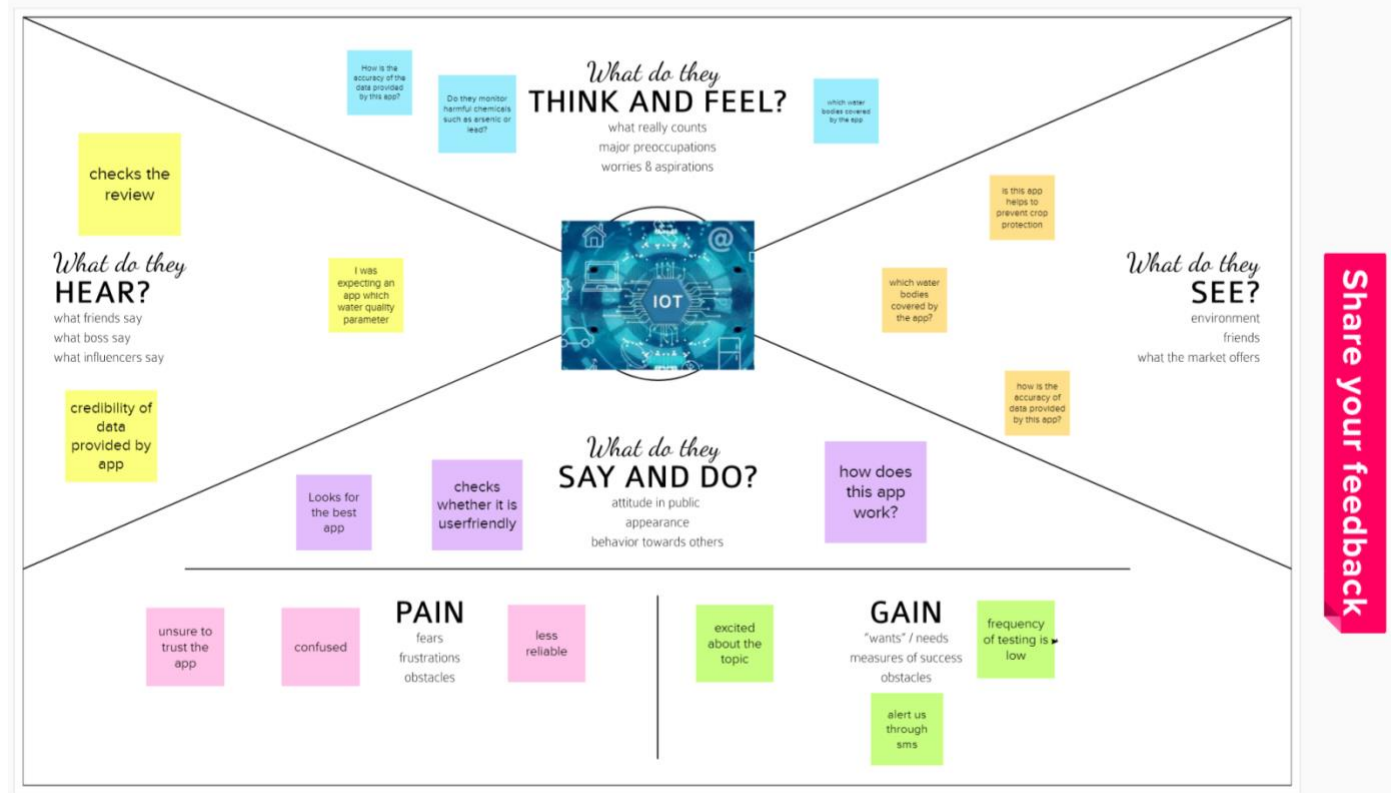 How is the
accuracy of the
data provided
by this app?
Do they monitor
harmful chemicals
such as arsenic or
lead?
What do they
THINK AND FEEL?
what really counts
major preoccupations
worries & aspirations
which water
bodies covered
by the app
checks the
review
What do they
HEAR?
what friends say
what boss say
what influencers say
I was
expecting an
app which
water quality
parameter
credibility of
data
provided by
app
@
IOT
Is this app
helps to
prevent crop
protection
which water
bodies
covered by
the app?
how is the
accuracy of
data provided
by this app?
What do they
SEE?
environment
friends
what the market offers
Looks for
the best
app
checks
whether it is
userfriendly
What do they
SAY AND DO?
attitude in public
appearance
behavior towards others
how does
this app
work?
unsure to
trust the
app
confused
PAIN
fears
frustrations
obstacles
less
reliable
excited
about the
topic
GAIN
"wants" / needs
measures of success
obstacles
frequency
of testing is
low
alert us
through
sms
Share your feedback